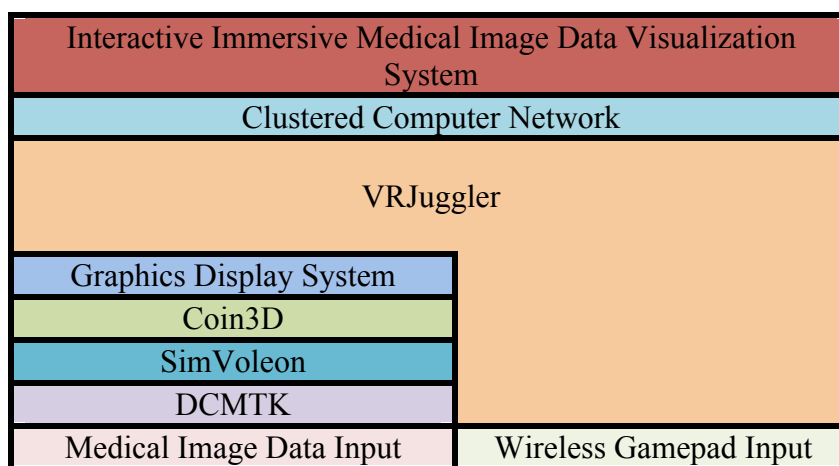 Interactive Immersive Medical Image Data Visualization
System
Clustered Computer Network
VRJuggler
Graphics Display System
Coin3D
SimVoleon
DCMTK
Medical Image Data Input
Wireless Gamepad Input